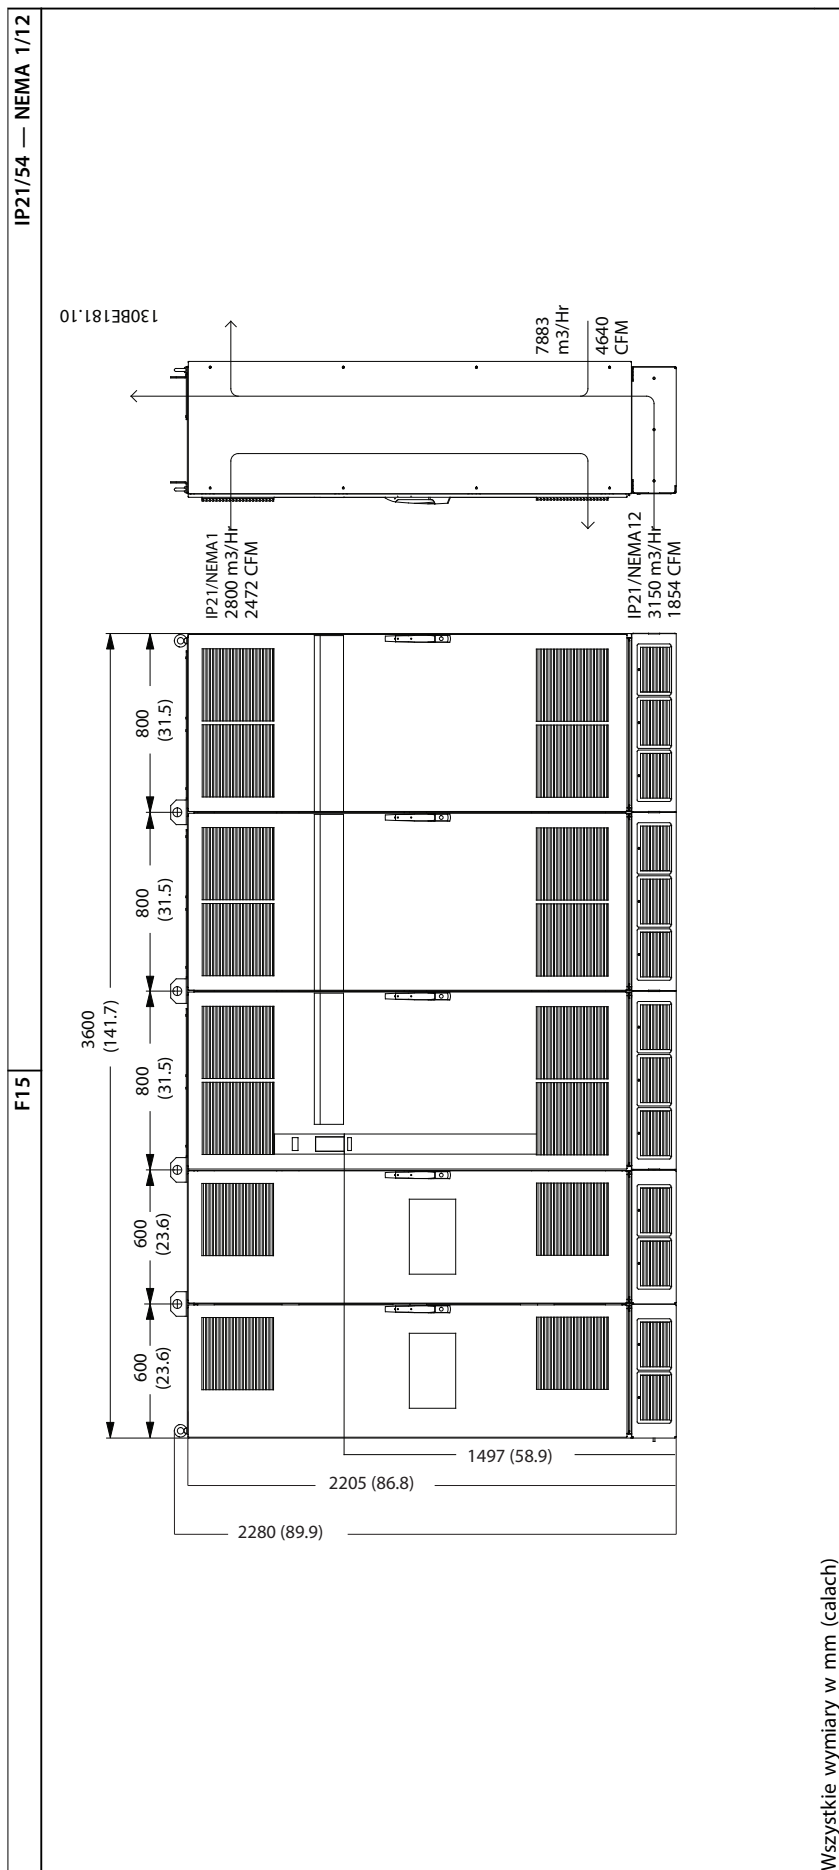 F15
IP21/54 — NEMA 1/12
130BE181.10
3600
(141.7)
600
(23.6)
600
(23.6)
800
(31.5)
800
(31.5)
800
(31.5)
2280 (89.9)
2205 (86.8)
1497 (58.9)
IP21/NEMA1
2800 m3/Hr
2472 CFM
7883
m3/Hr
4640
CFM
IP21/NEMA12
3150 m3/Hr
1854 CFM
Wszystkie wymiary w mm (calach)